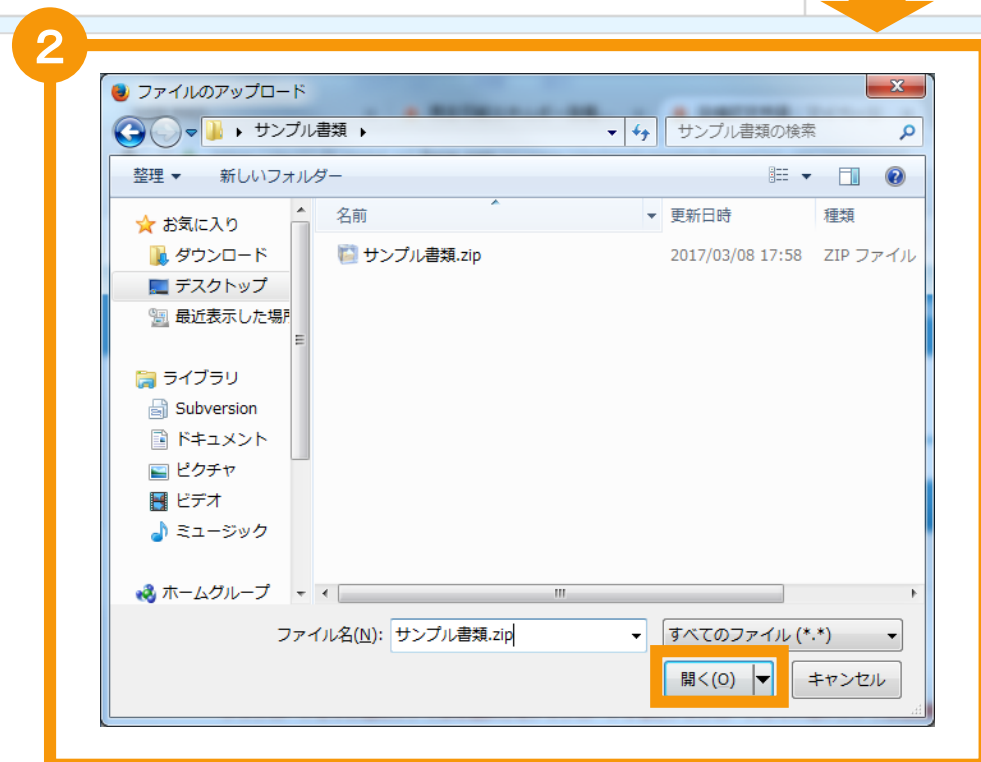 2
ファイルのアップロード
サンプル書類
サンプル書類の検索
整理
新しいフォルダー
名前
更新日時
種類
お気に入り
ダウンロード
デスクトップ
最近表示した場所
サンプル書類.zip
2017/03/08 17:58
ZIP ファイル
ライブラリ
Subversion
ドキュメント
ピクチャ
ビデオ
ミュージック
ホームグループ
ファイル名(N): サンプル書類.zip
すべてのファイル (*.*)
開く(O)
キャンセル